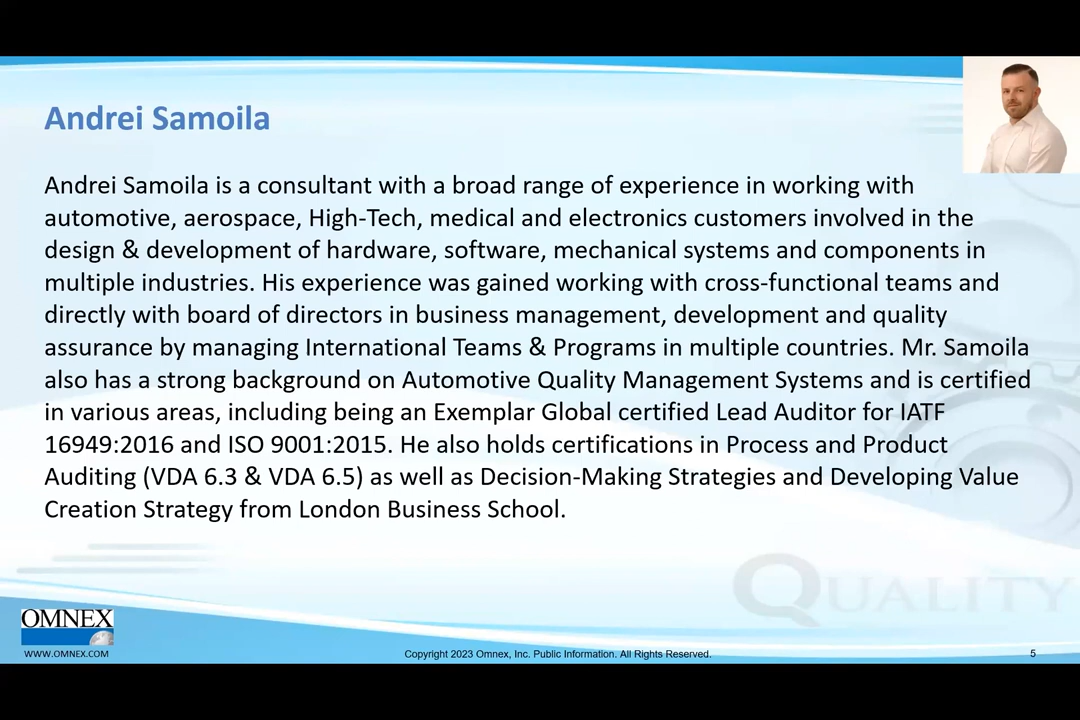 Andrei Samoila
Andrei Samoila is a consultant with a broad range of experience in working with
automotive, aerospace, High-Tech, medical and electronics customers involved in the
design & development of hardware, software, mechanical systems and components in
multiple industries. His experience was gained working with cross-functional teams and
directly with board of directors in business management, development and quality
assurance by managing International Teams & Programs in multiple countries. Mr. Samoila
also has a strong background on Automotive Quality Management Systems and is certified
in various areas, including being an Exemplar Global certified Lead Auditor for IATF
16949:2016 and ISO 9001:2015. He also holds certifications in Process and Product
Auditing (VDA 6.3 & VDA 6.5) as well as Decision-Making Strategies and Developing Value
Creation Strategy from London Business School.
QUALITY
OMNEX
WWW.OMNEX.COM
Copyright 2023 Omnex, Inc. Public Information. All Rights Reserved.
5